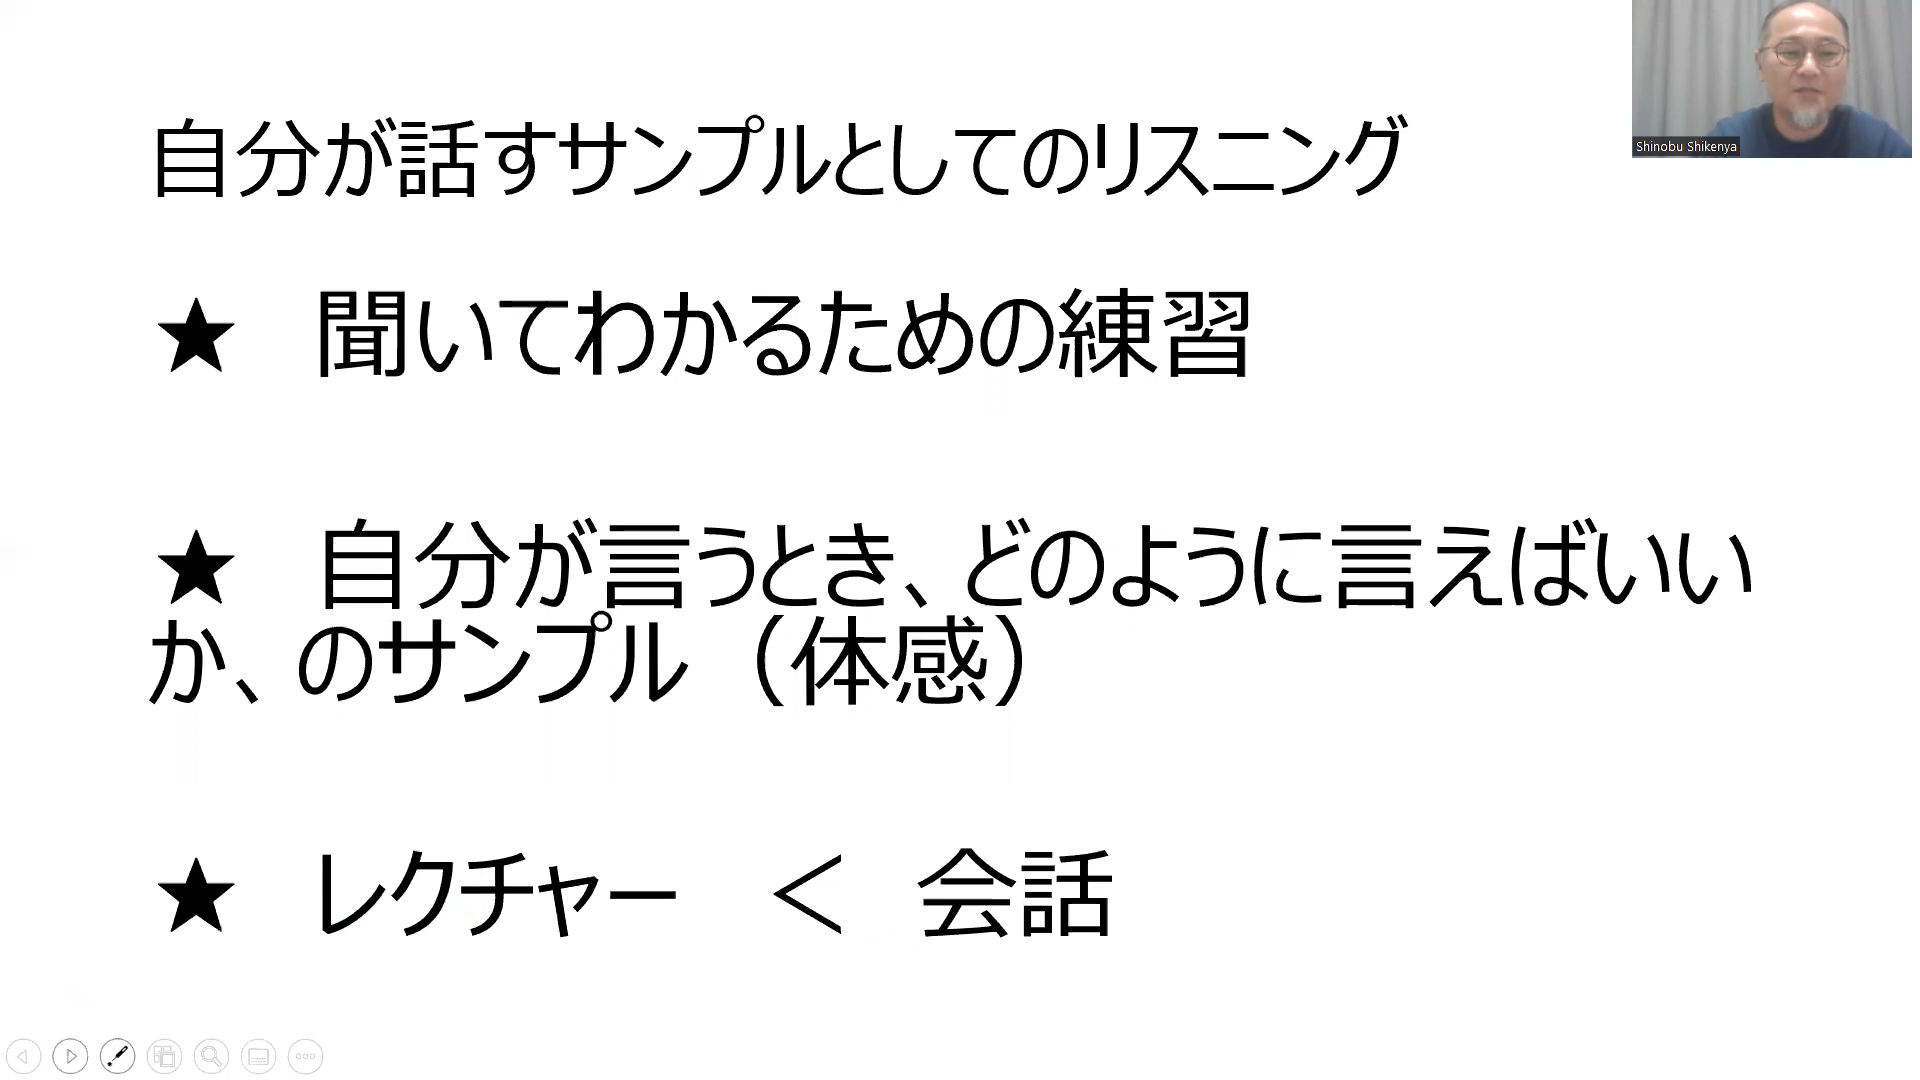 自分が話すサンプルとしてのリスニング
★ 聞いてわかるための練習
★ 自分が言うとき、どのように言えばいい
か、のサンプル（体感）
★ レクチャー ＜ 会話
Shinobu Shikenya